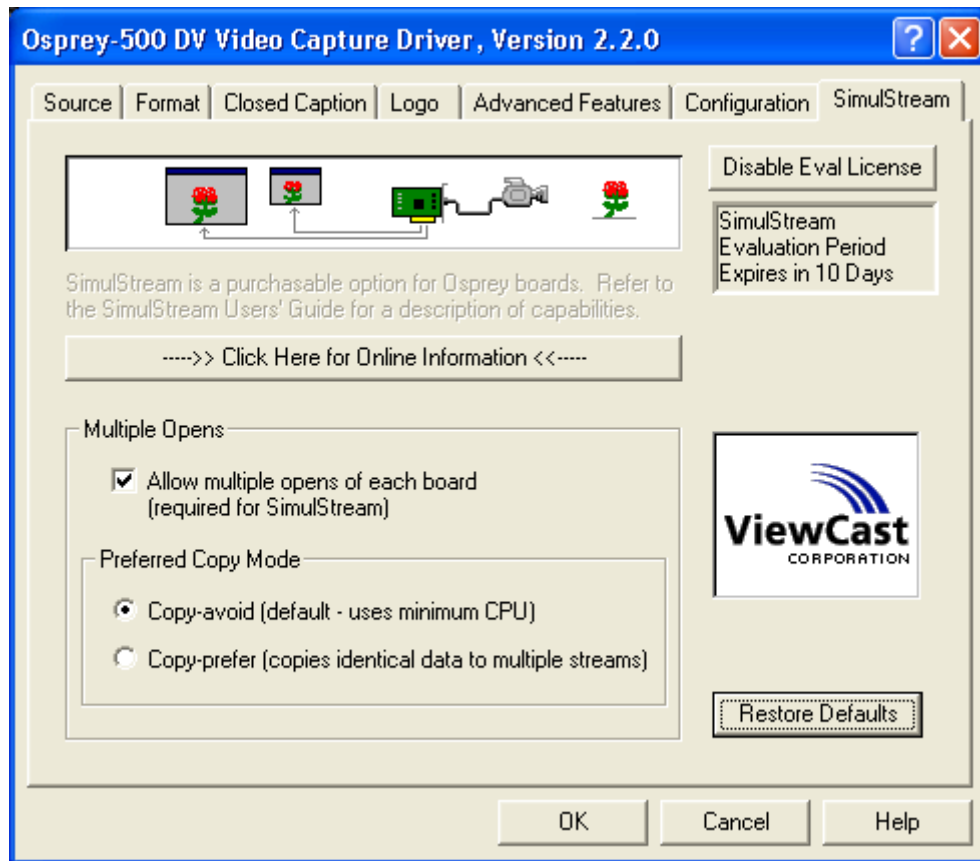 Osprey-500 DV Video Capture Driver, Version 2.2.0
Source
Format
Closed Caption
Logo
Advanced Features
Configuration
SimulStream
Disable Eval License
SimulStream
Evaluation Period
Expires in 10 Days
SimulStream is a purchasable option for Osprey boards. Refer to
the SimulStream Users' Guide for a description of capabilities.
----->> Click Here for Online Information <<-----
Multiple Opens
Allow multiple opens of each board
(required for SimulStream)
Preferred Copy Mode
Copy-avoid (default - uses minimum CPU)
Copy-prefer (copies identical data to multiple streams)
ViewCast
CORPORATION
Restore Defaults
OK
Cancel
Help